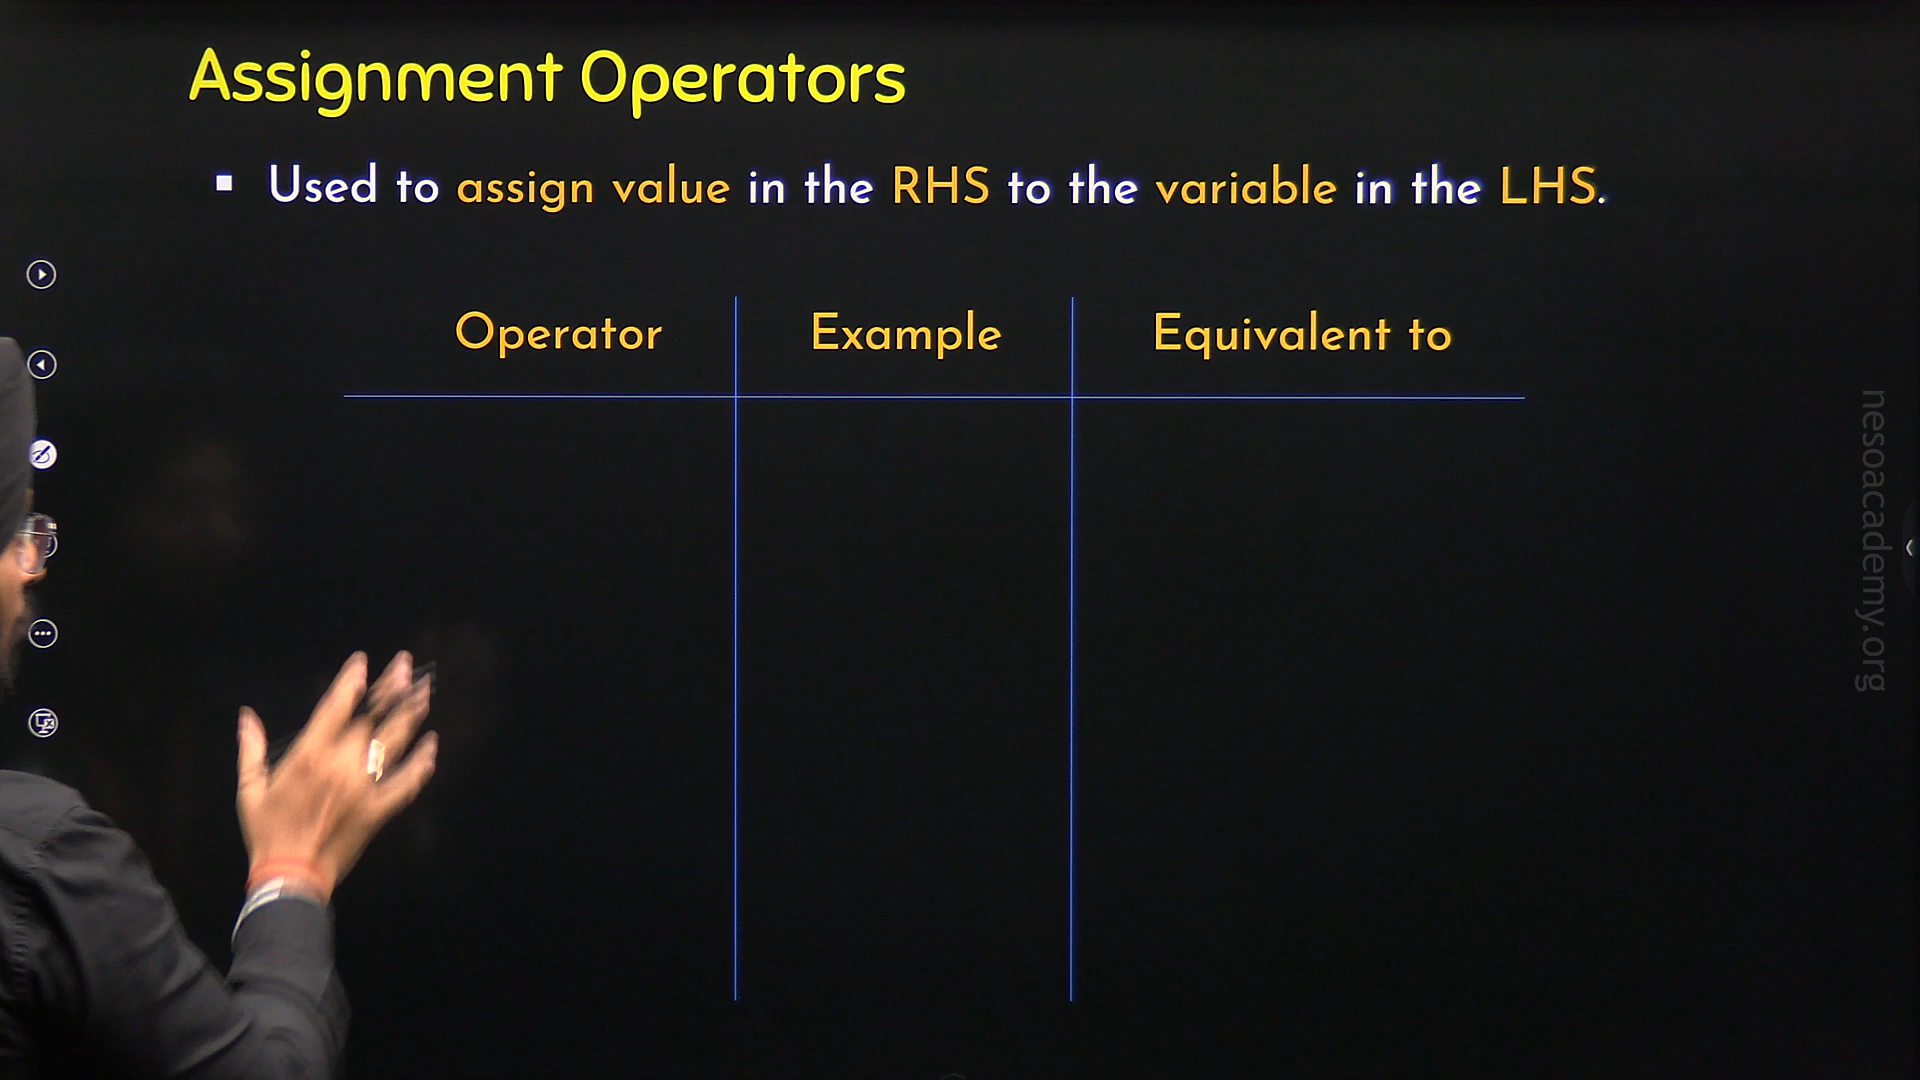 Assignment Operators
▪ Used to assign value in the RHS to the variable in the LHS.
Operator Example Equivalent to
nesoacademy.org